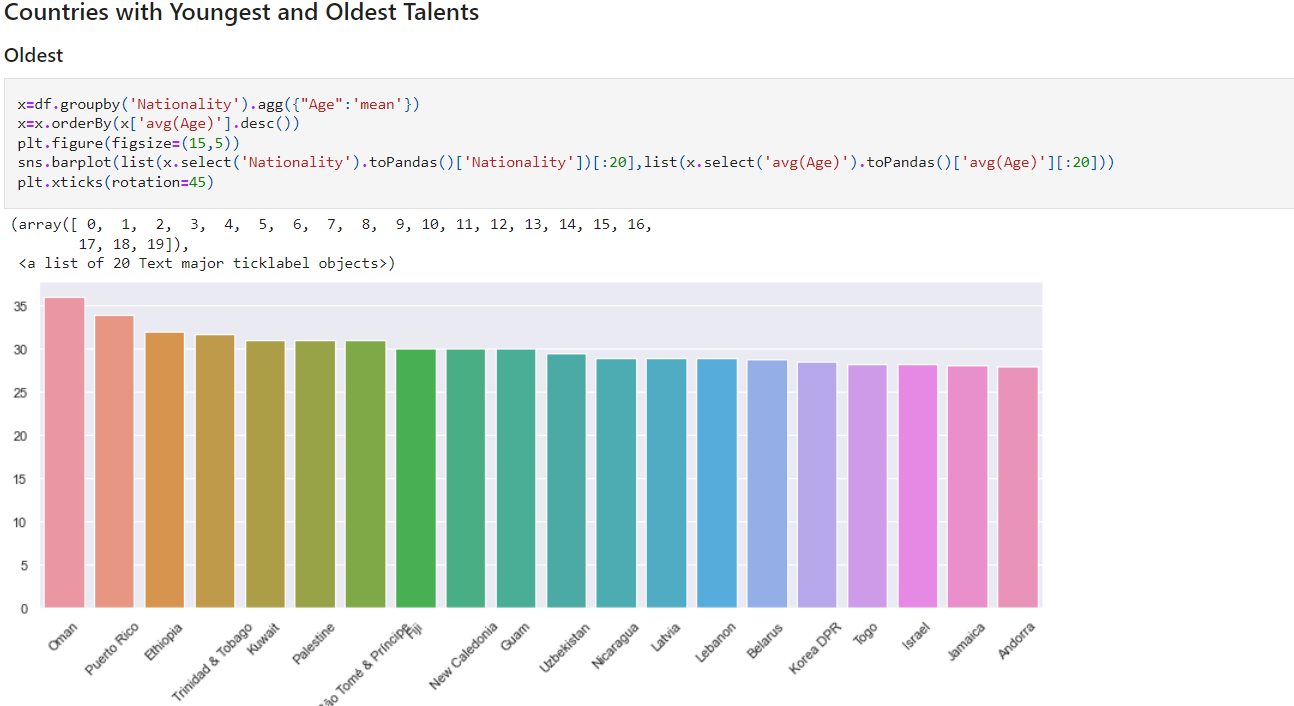 Countries with Youngest and Oldest Talents
Oldest
x=df.groupby('Nationality').agg({"Age":'mean'})
x=x.orderBy(x['avg(Age)'].desc())
plt.figure(figsize=(15,5))
sns.barplot(list(x.select('Nationality').toPandas()['Nationality'])[:20],list(x.select('avg(Age)').toPandas()['avg(Age)'][:20]))
plt.xticks(rotation=45)
(array([ 0,  1,  2,  3,  4,  5,  6,  7,  8,  9, 10, 11, 12, 13, 14, 15, 16,
17, 18, 19]),
<a list of 20 Text major ticklabel objects>)
35
30
25
20
15
10
5
0
Oman
Puerto Rico
Ethiopia
Trinidad & Tobago
Kuwait
Palestine
Tomé & Príncipe
Fiji
New Caledonia
Guam
Uzbekistan
Nicaragua
Latvia
Lebanon
Belarus
Korea DPR
Togo
Israel
Jamaica
Andorra